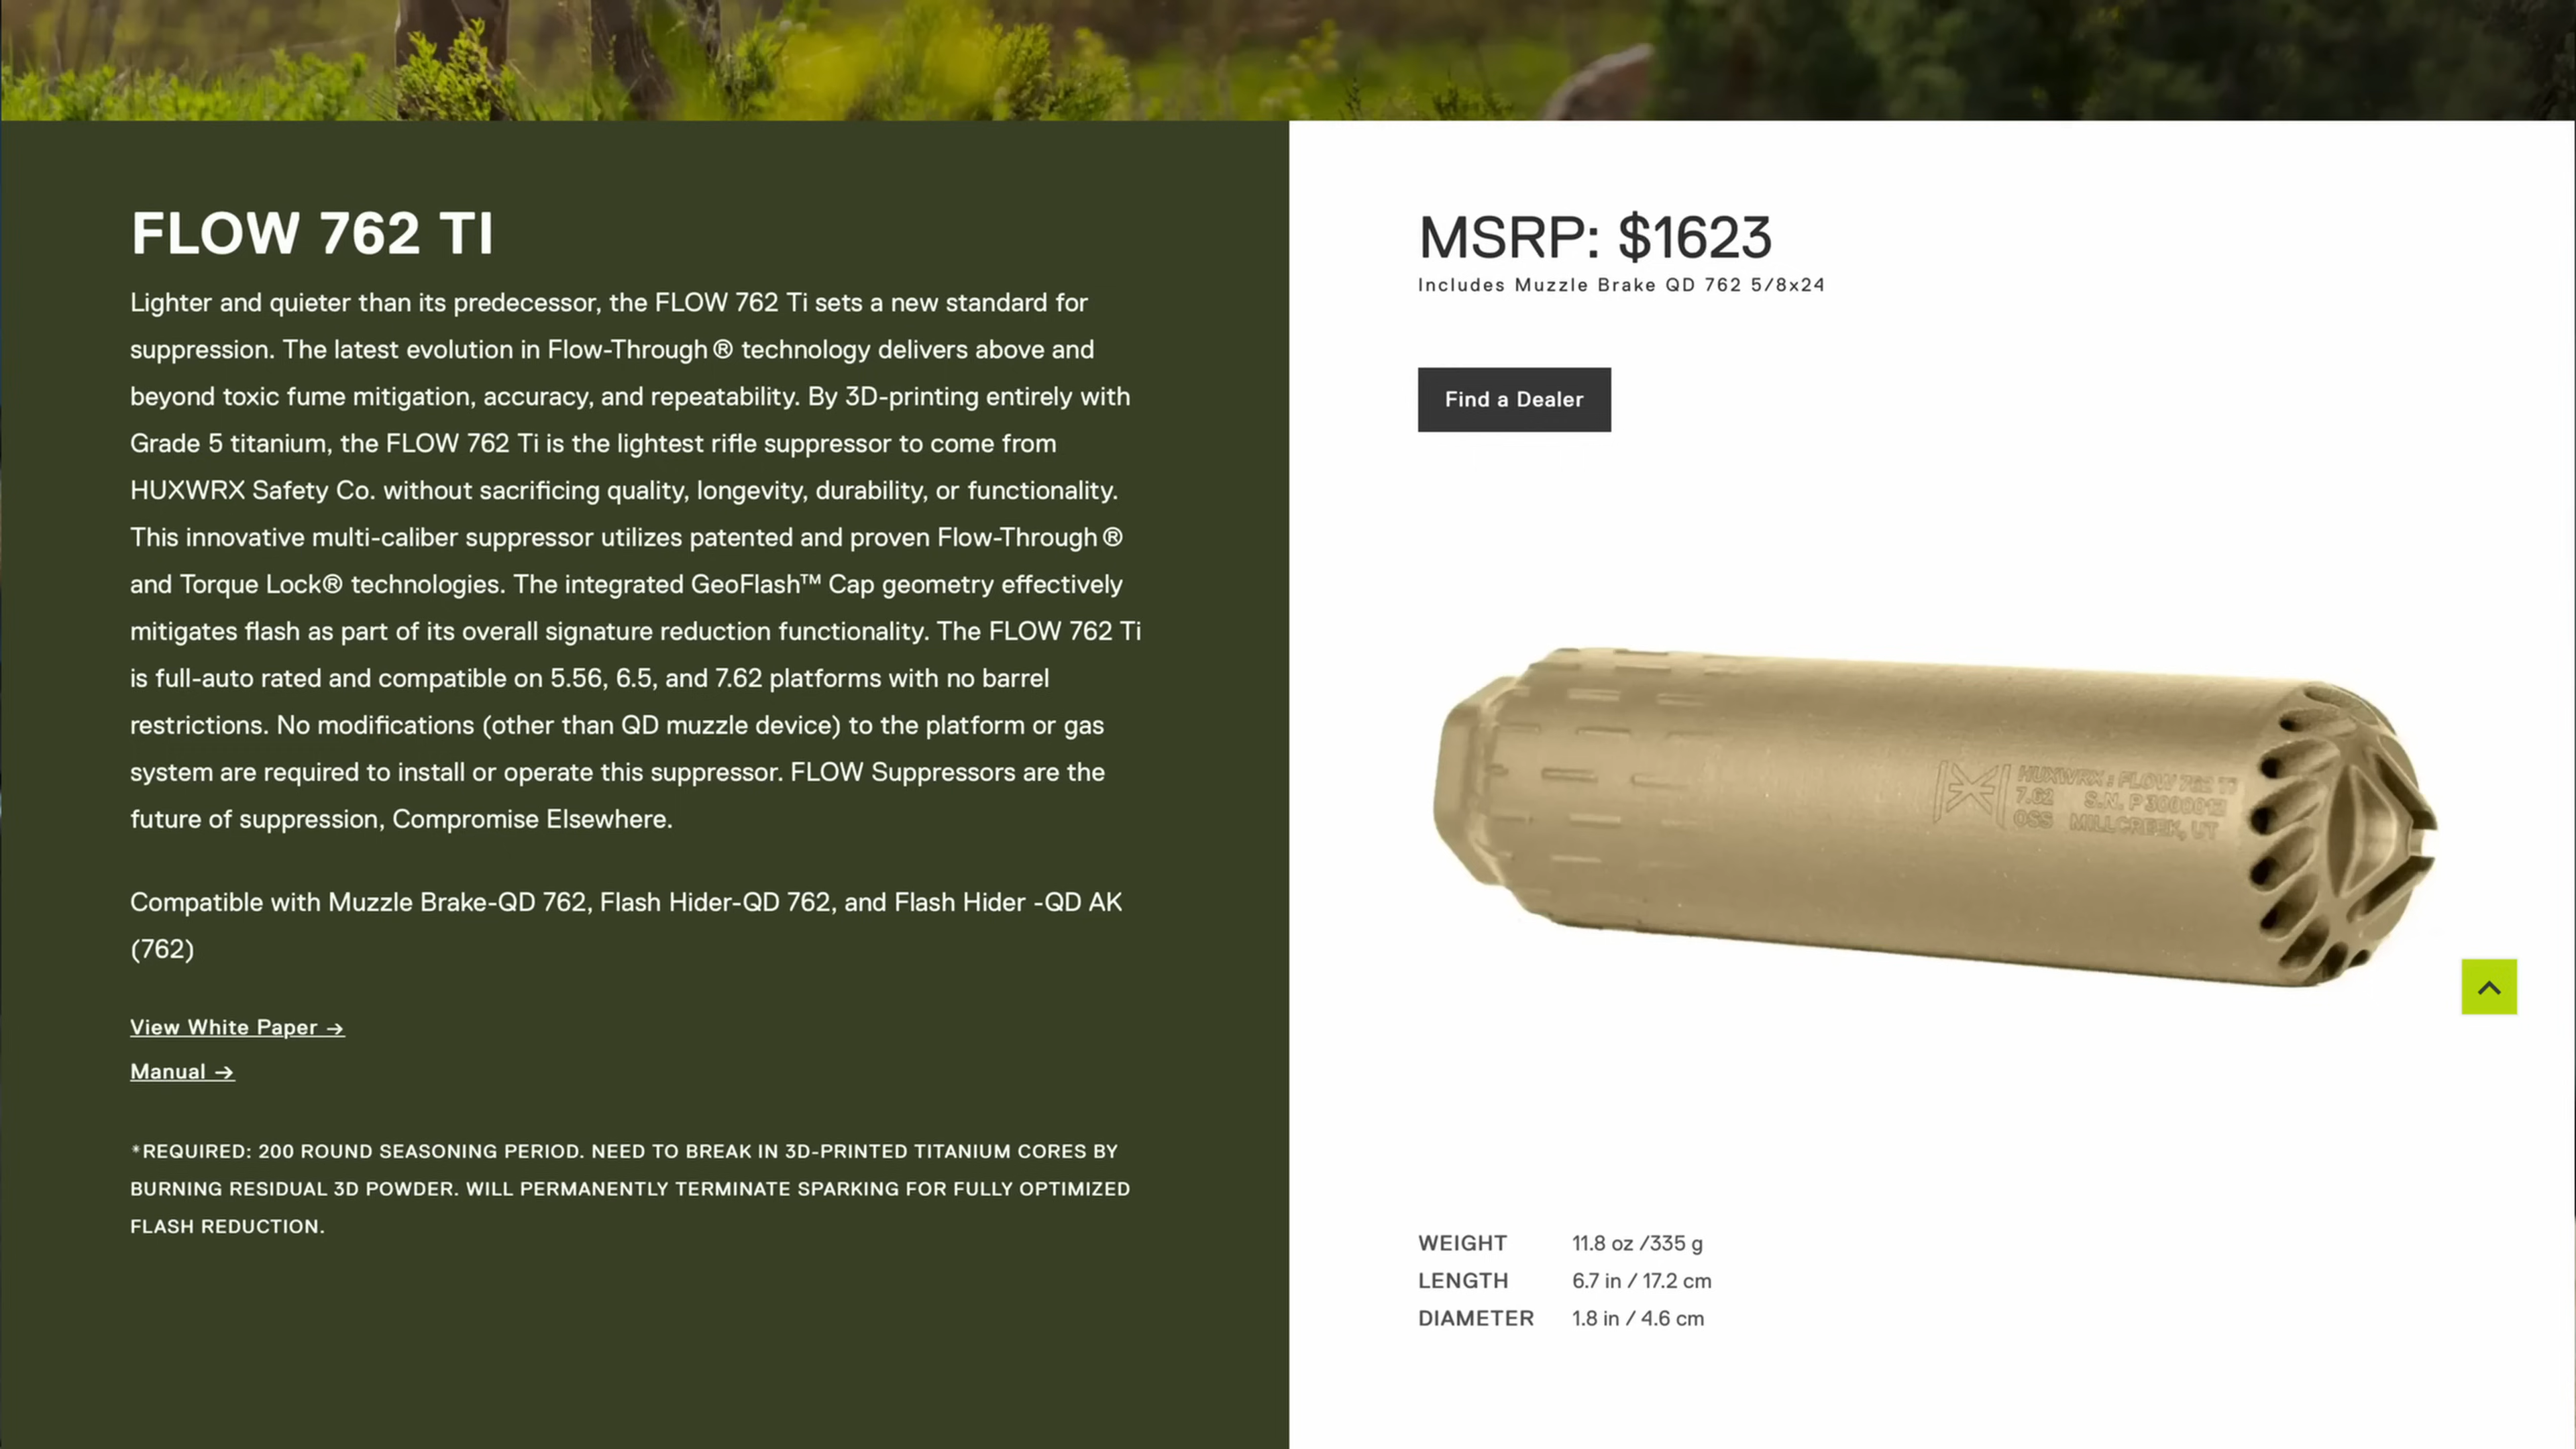 FLOW 762 TI
Lighter and quieter than its predecessor, the FLOW 762 Ti sets a new standard for
suppression. The latest evolution in Flow-Through® technology delivers above and
beyond toxic fume mitigation, accuracy, and repeatability. By 3D-printing entirely with
Grade 5 titanium, the FLOW 762 Ti is the lightest rifle suppressor to come from
HUXWRX Safety Co. without sacrificing quality, longevity, durability, or functionality.
This innovative multi-caliber suppressor utilizes patented and proven Flow-Through®
and Torque Lock® technologies. The integrated GeoFlash™ Cap geometry effectively
mitigates flash as part of its overall signature reduction functionality. The FLOW 762 Ti
is full-auto rated and compatible on 5.56, 6.5, and 7.62 platforms with no barrel
restrictions. No modifications (other than QD muzzle device) to the platform or gas
system are required to install or operate this suppressor. FLOW Suppressors are the
future of suppression, Compromise Elsewhere.
Compatible with Muzzle Brake-QD 762, Flash Hider-QD 762, and Flash Hider -QD AK
(762)
View White Paper →
Manual →
*REQUIRED: 200 ROUND SEASONING PERIOD. NEED TO BREAK IN 3D-PRINTED TITANIUM CORES BY
BURNING RESIDUAL 3D POWDER. WILL PERMANENTLY TERMINATE SPARKING FOR FULLY OPTIMIZED
FLASH REDUCTION.
MSRP: $1623
Includes Muzzle Brake QD 762 5/8x24
Find a Dealer
HUXWRX : FLOW 762 Ti
7.62 S.N.
OSS MILLCREEK, UT
WEIGHT 11.8 oz /335 g
LENGTH 6.7 in / 17.2 cm
DIAMETER 1.8 in / 4.6 cm